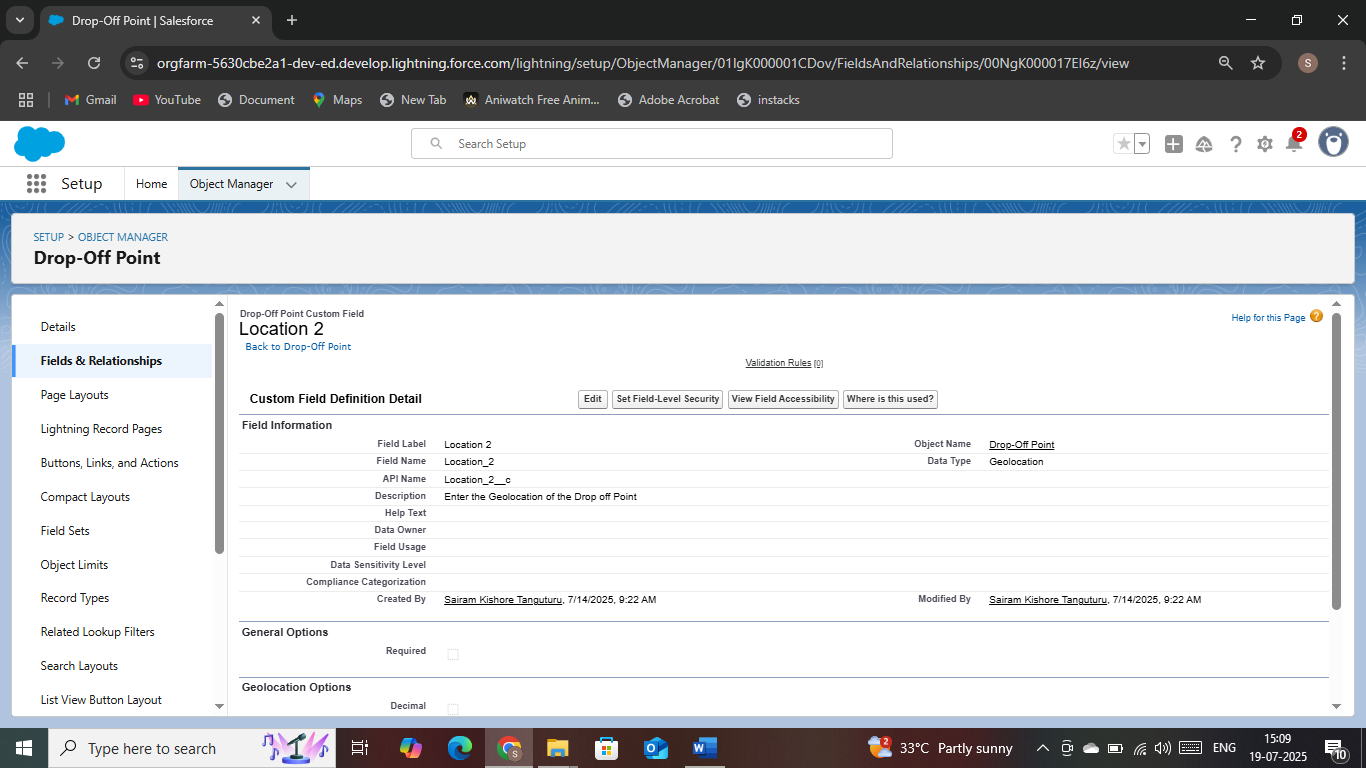 Drop-Off Point | Salesforce
orgfarm-5630cbe2a1-dev-ed.develop.lightning.force.com/lightning/setup/ObjectManager/01IgK000001CDov/FieldsAndRelationships/00NgK000017EI6z/view
S
Gmail YouTube Document Maps New Tab Aniwatch Free Anim... Adobe Acrobat instacks
Search Setup
2
Setup Home Object Manager
SETUP > OBJECT MANAGER
Drop-Off Point
Details
Fields & Relationships
Page Layouts
Lightning Record Pages
Buttons, Links, and Actions
Compact Layouts
Field Sets
Object Limits
Record Types
Related Lookup Filters
Search Layouts
List View Button Layout
Drop-Off Point Custom Field
Location 2
Back to Drop-Off Point
Help for this Page ?
Validation Rules [0]
Custom Field Definition Detail Edit Set Field-Level Security View Field Accessibility Where is this used?
Field Information
Field Label Location 2 Object Name Drop-Off Point
Field Name Location_2 Data Type Geolocation
API Name Location_2__c
Description Enter the Geolocation of the Drop off Point
Help Text
Data Owner
Field Usage
Data Sensitivity Level
Compliance Categorization
Created By Sairam Kishore Tanguturu, 7/14/2025, 9:22 AM Modified By Sairam Kishore Tanguturu, 7/14/2025, 9:22 AM
General Options
Required
Geolocation Options
Decimal
Type here to search
S
W
2
33°C Partly sunny
ENG
15:09
19-07-2025
10